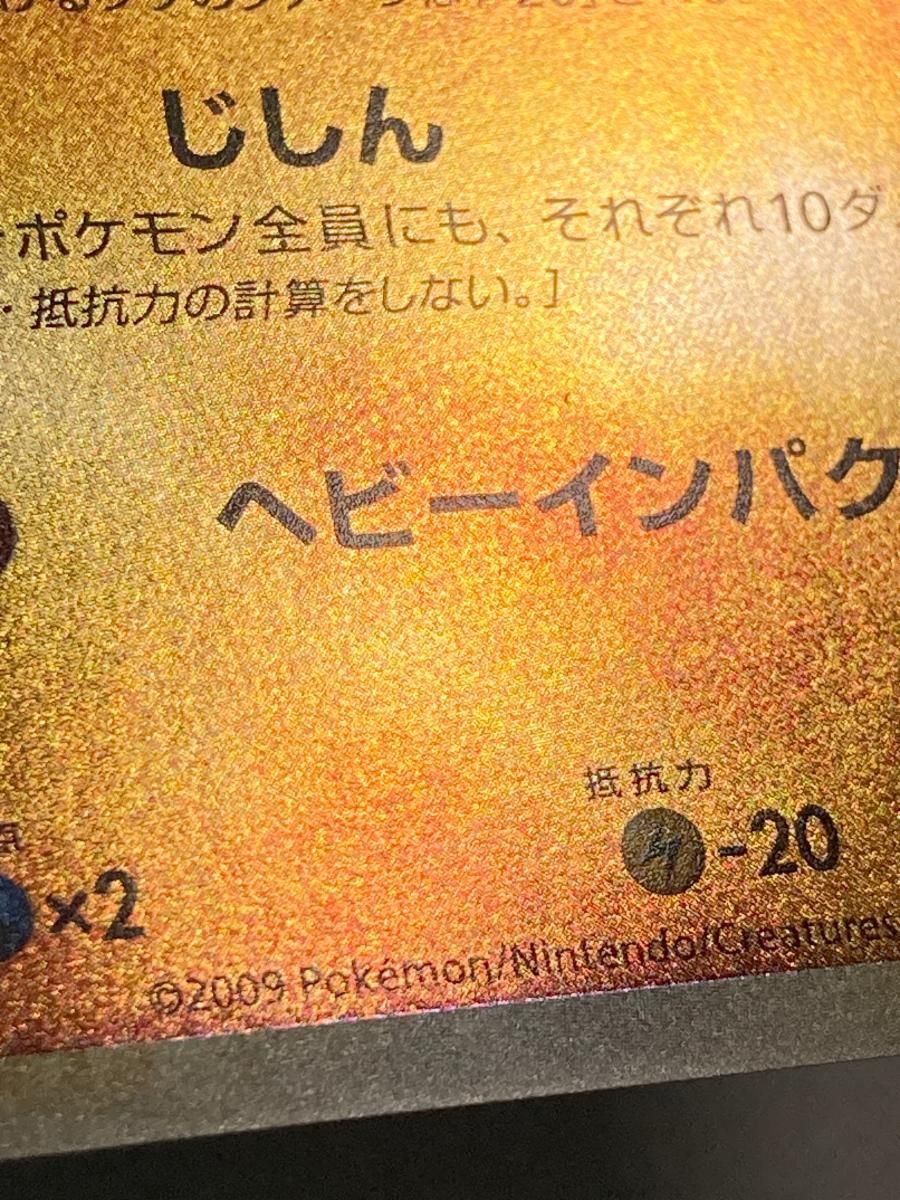 じしん
ポケモン全員にも、それぞれ10ダ
・抵抗力の計算をしない。］
ヘビーインパク
抵抗力
×2
-20
©2009 Pokémon/Nintendo/Creatures